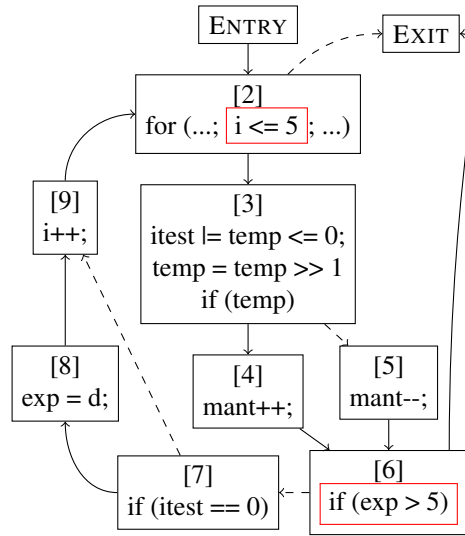 ENTRY
EXIT
[2]
for (...; i <= 5 ; ...)
[3]
itest |= temp <= 0;
temp = temp >> 1
if (temp)
[9]
i++;
[4]
mant++;
[5]
mant--;
[8]
exp = d;
[7]
if (itest == 0)
[6]
if (exp > 5)